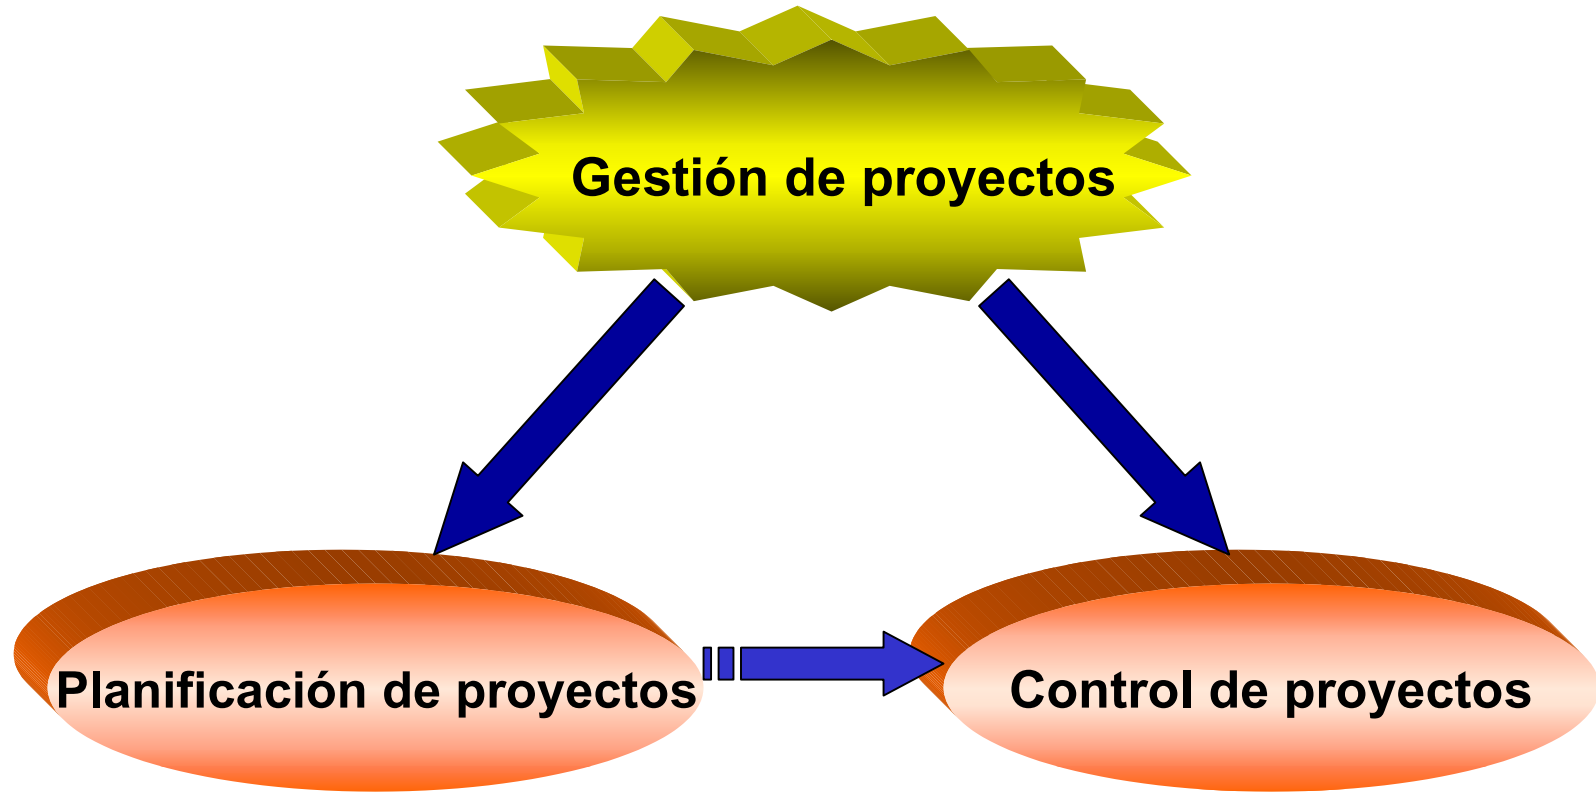 Gestión de proyectos
Planificación de proyectos
Control de proyectos